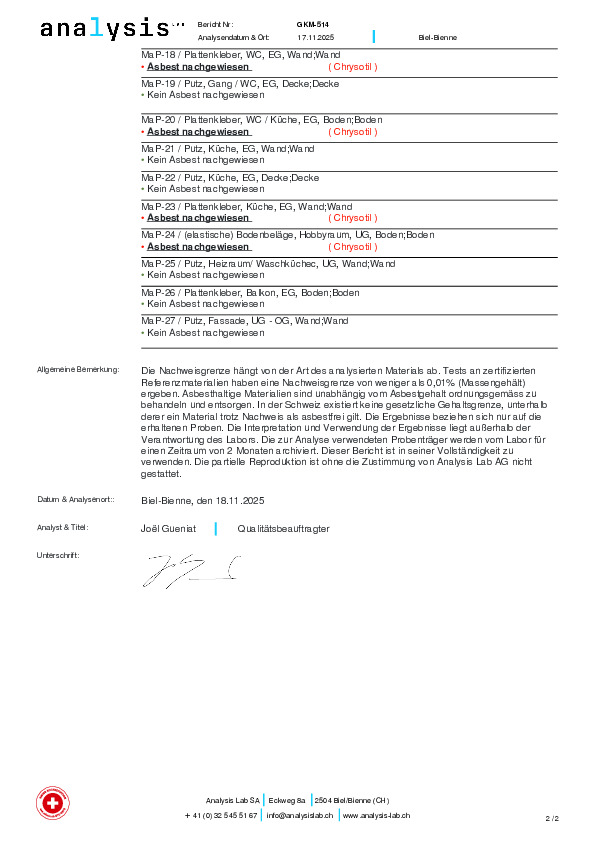 analysis
Bericht Nr: GKM-514
Analysendatum & Ort: 17.11.2025 Biel-Bienne
MaP-18 / Plattenkleber, WC, EG, Wand;Wand
• Asbest nachgewiesen ( Chrysotil )
MaP-19 / Putz, Gang / WC, EG, Decke;Decke
• Kein Asbest nachgewiesen
MaP-20 / Plattenkleber, WC / Küche, EG, Boden;Boden
• Asbest nachgewiesen ( Chrysotil )
MaP-21 / Putz, Küche, EG, Wand;Wand
• Kein Asbest nachgewiesen
MaP-22 / Putz, Küche, EG, Decke;Decke
• Kein Asbest nachgewiesen
MaP-23 / Plattenkleber, Küche, EG, Wand;Wand
• Asbest nachgewiesen ( Chrysotil )
MaP-24 / (elastische) Bodenbeläge, Hobbyraum, UG, Boden;Boden
• Asbest nachgewiesen ( Chrysotil )
MaP-25 / Putz, Heizraum/ Waschküchec, UG, Wand;Wand
• Kein Asbest nachgewiesen
MaP-26 / Plattenkleber, Balkon, EG, Boden;Boden
• Kein Asbest nachgewiesen
MaP-27 / Putz, Fassade, UG - OG, Wand;Wand
• Kein Asbest nachgewiesen
Allgemeine Bemerkung: Die Nachweisgrenze hängt von der Art des analysierten Materials ab. Tests an zertifizierten
Referenzmaterialien haben eine Nachweisgrenze von weniger als 0,01% (Massengehält)
ergeben. Asbesthaltige Materialien sind unabhängig vom Asbestgehalt ordnungsgemäss zu
behandeln und entsorgen. In der Schweiz existiert keine gesetzliche Gehaltsgrenze, unterhalb
derer ein Material trotz Nachweis als asbestfrei gilt. Die Ergebnisse beziehen sich nur auf die
erhaltenen Proben. Die Interpretation und Verwendung der Ergebnisse liegt außerhalb der
Verantwortung des Labors. Die zur Analyse verwendeten Probenträger werden vom Labor für
einen Zeitraum von 2 Monaten archiviert. Dieser Bericht ist in seiner Vollständigkeit zu
verwenden. Die partielle Reproduktion ist ohne die Zustimmung von Analysis Lab AG nicht
gestattet.
Datum & Analysenort:: Biel-Bienne, den 18.11.2025
Analyst & Titel: Joël Gueniat Qualitätsbeauftragter
Unterschrift:
Analysis Lab SA Eckweg 8a 2504 Biel/Bienne (CH)
+ 41 (0) 32 545 51 67 info@analysislab.ch www.analysis-lab.ch
2 / 2